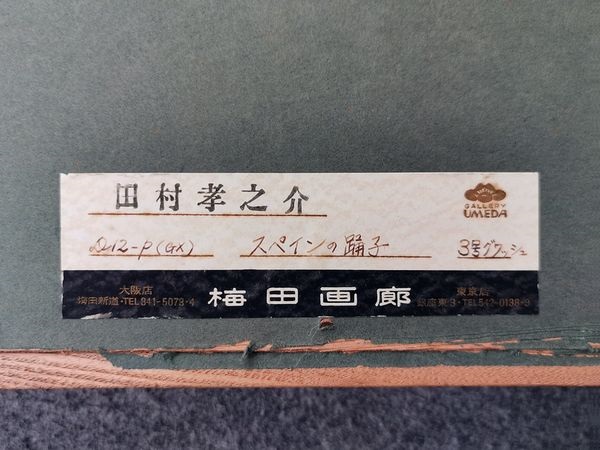 田村孝之介
GALLERY
UMEDA
D12-P(GX) スペインの踊子 3号グワッシュ
大阪店
梅田新道・TEL341-5073-4
梅田画廊
東京店
銀座東3・TEL542-0138-9